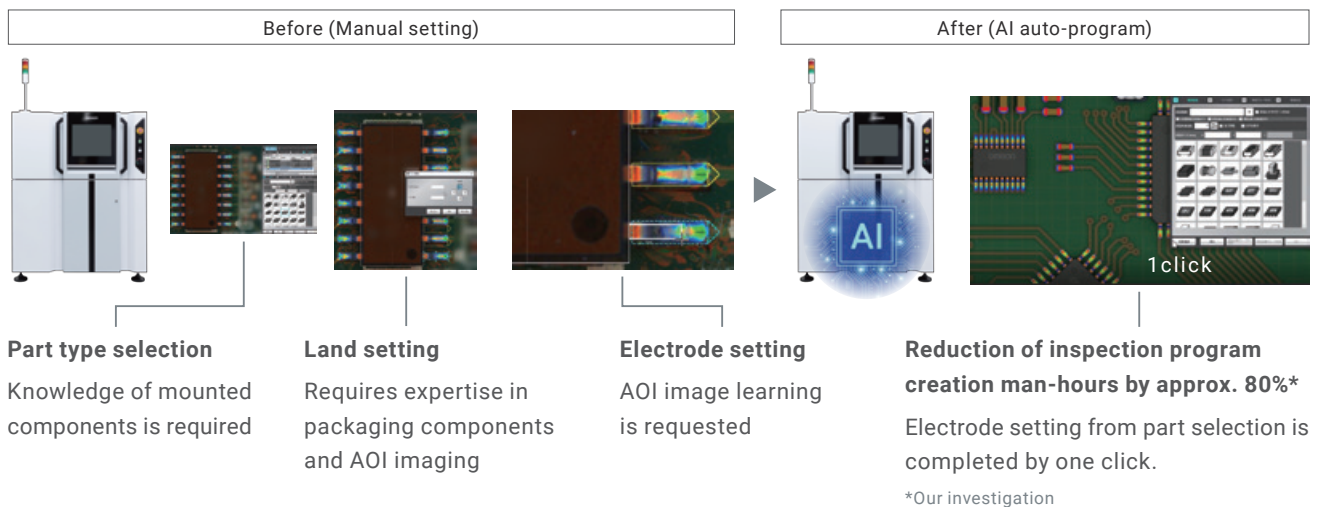 Before (Manual setting)
After (AI auto-program)
AI
1click
Part type selection
Knowledge of mounted
components is required
Land setting
Requires expertise in
packaging components
and AOI imaging
Electrode setting
AOI image learning
is requested
Reduction of inspection program
creation man-hours by approx. 80%*
Electrode setting from part selection is
completed by one click.
*Our investigation